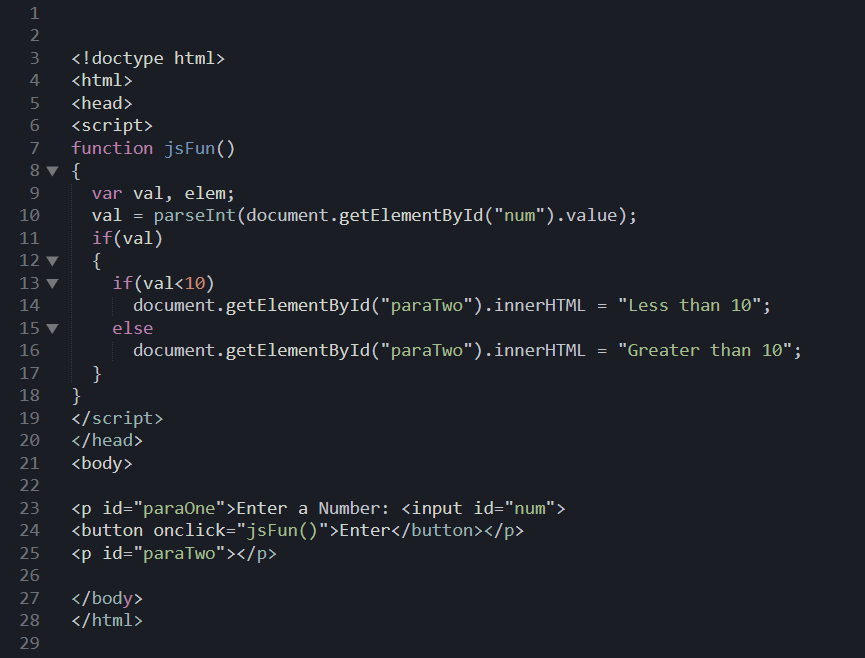 1
2
3 <!doctype html>
4 <html>
5 <head>
6 <script>
7 function jsFun()
8 {
9   var val, elem;
10   val = parseInt(document.getElementById("num").value);
11   if(val)
12   {
13     if(val<10)
14       document.getElementById("paraTwo").innerHTML = "Less than 10";
15     else
16       document.getElementById("paraTwo").innerHTML = "Greater than 10";
17   }
18 }
19 </script>
20 </head>
21 <body>
22
23 <p id="paraOne">Enter a Number: <input id="num">
24 <button onclick="jsFun()">Enter</button></p>
25 <p id="paraTwo"></p>
26
27 </body>
28 </html>
29